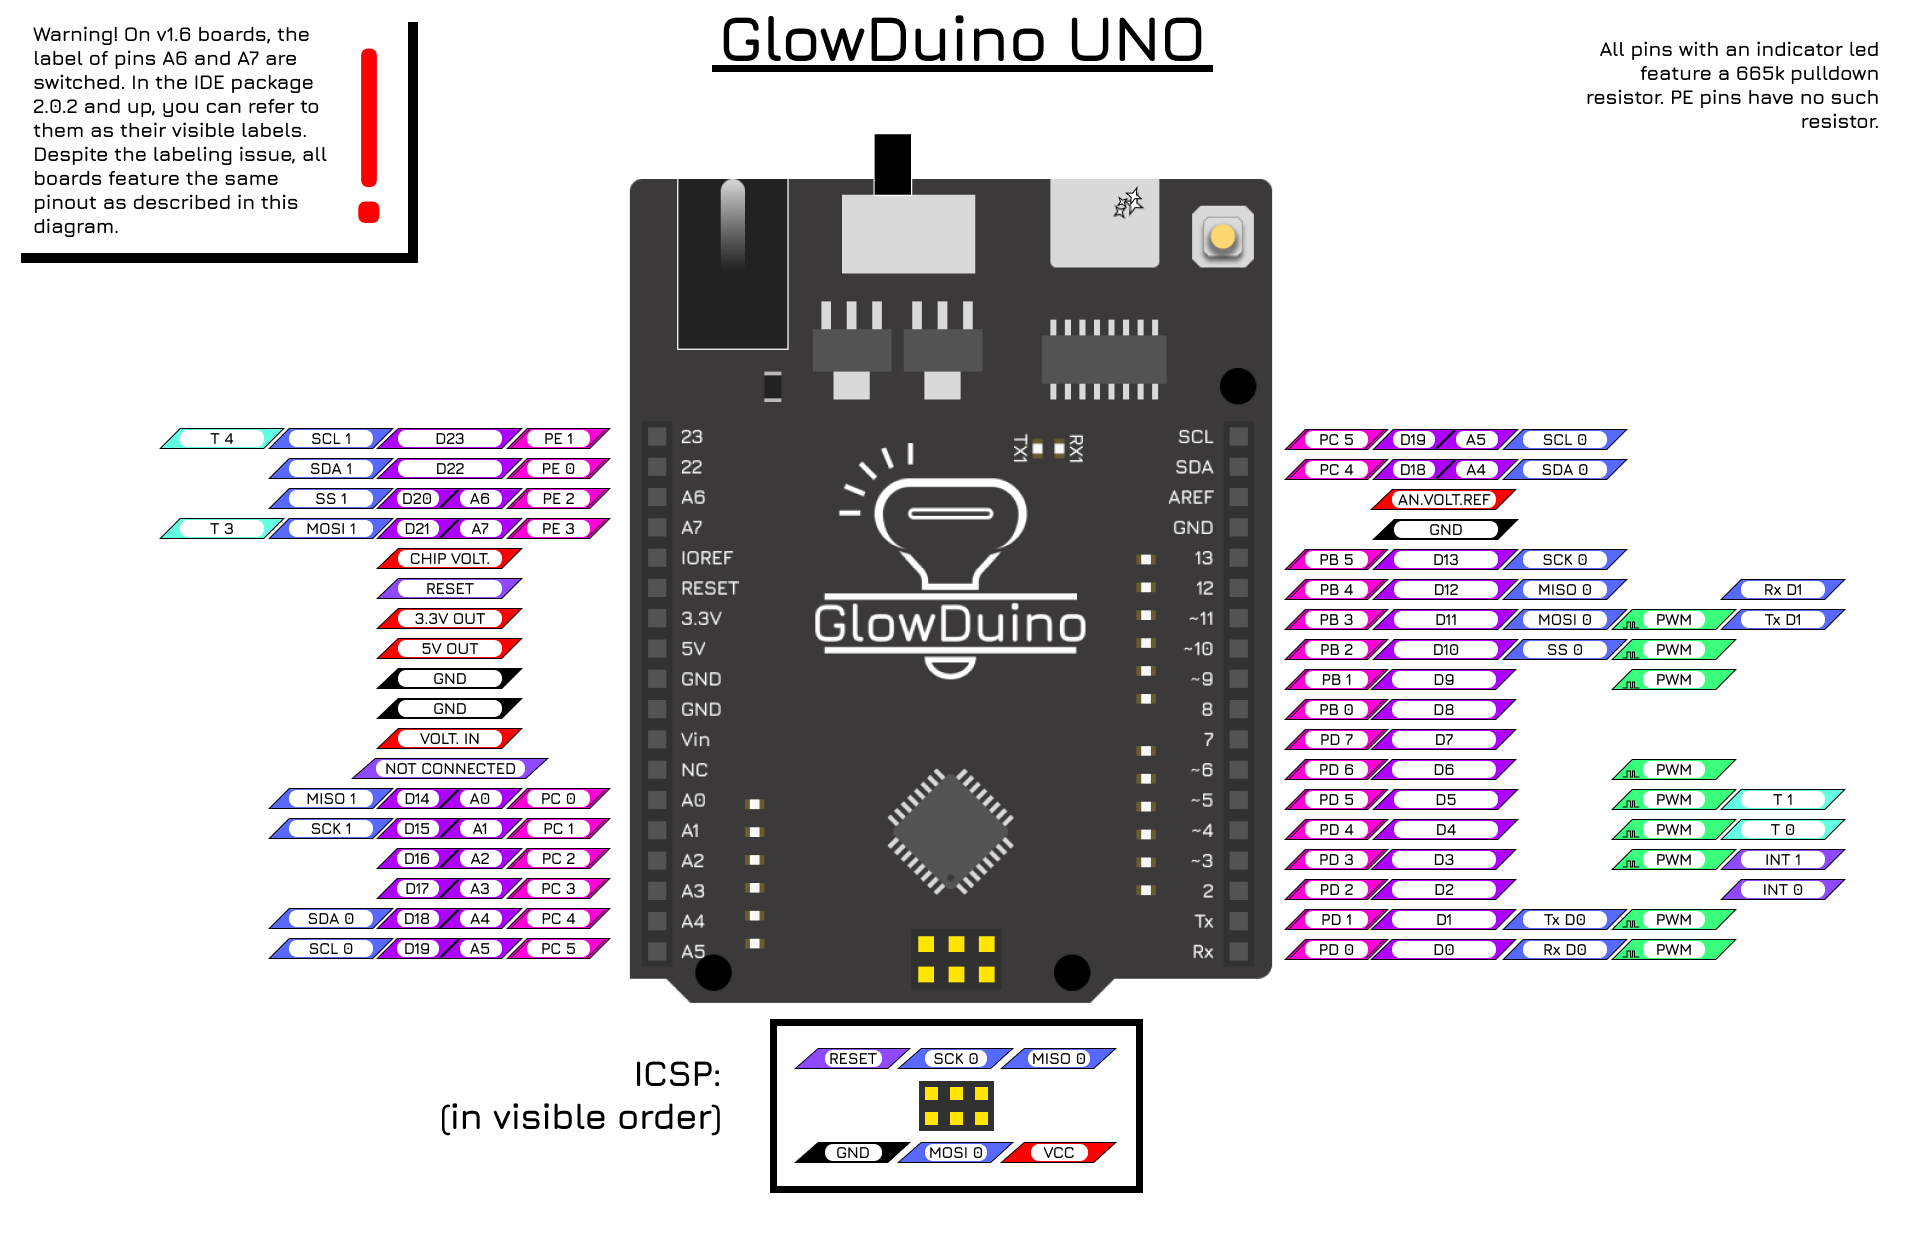 GlowDuino UNO
Warning! On v1.6 boards, the
label of pins A6 and A7 are
switched. In the IDE package
2.0.2 and up, you can refer to
them as their visible labels.
Despite the labeling issue, all
boards feature the same
pinout as described in this
diagram.
All pins with an indicator led
feature a 665k pulldown
resistor. PE pins have no such
resistor.
T 4 SCL 1 D23 PE 1
SDA 1 D22 PE 0
SS 1 D20 A6 PE 2
T 3 MOSI 1 D21 A7 PE 3
CHIP VOLT.
RESET
3.3V OUT
5V OUT
GND
GND
VOLT. IN
NOT CONNECTED
MISO 1 D14 A0 PC 0
SCK 1 D15 A1 PC 1
D16 A2 PC 2
D17 A3 PC 3
SDA 0 D18 A4 PC 4
SCL 0 D19 A5 PC 5
23
22
A6
A7
IOREF
RESET
3.3V
5V
GND
GND
Vin
NC
A0
A1
A2
A3
A4
A5
TX1 RX1
GlowDuino
SCL
SDA
AREF
GND
13
12
~11
~10
~9
8
7
~6
~5
~4
~3
2
Tx
Rx
PC 5 D19 A5 SCL 0
PC 4 D18 A4 SDA 0
AN.VOLT.REF
GND
PB 5 D13 SCK 0
PB 4 D12 MISO 0 Rx D1
PB 3 D11 MOSI 0 PWM Tx D1
PB 2 D10 SS 0 PWM
PB 1 D9 PWM
PB 0 D8
PD 7 D7
PD 6 D6 PWM
PD 5 D5 PWM T 1
PD 4 D4 PWM T 0
PD 3 D3 PWM INT 1
PD 2 D2 INT 0
PD 1 D1 Tx D0 PWM
PD 0 D0 Rx D0 PWM
ICSP:
(in visible order)
RESET SCK 0 MISO 0
GND MOSI 0 VCC